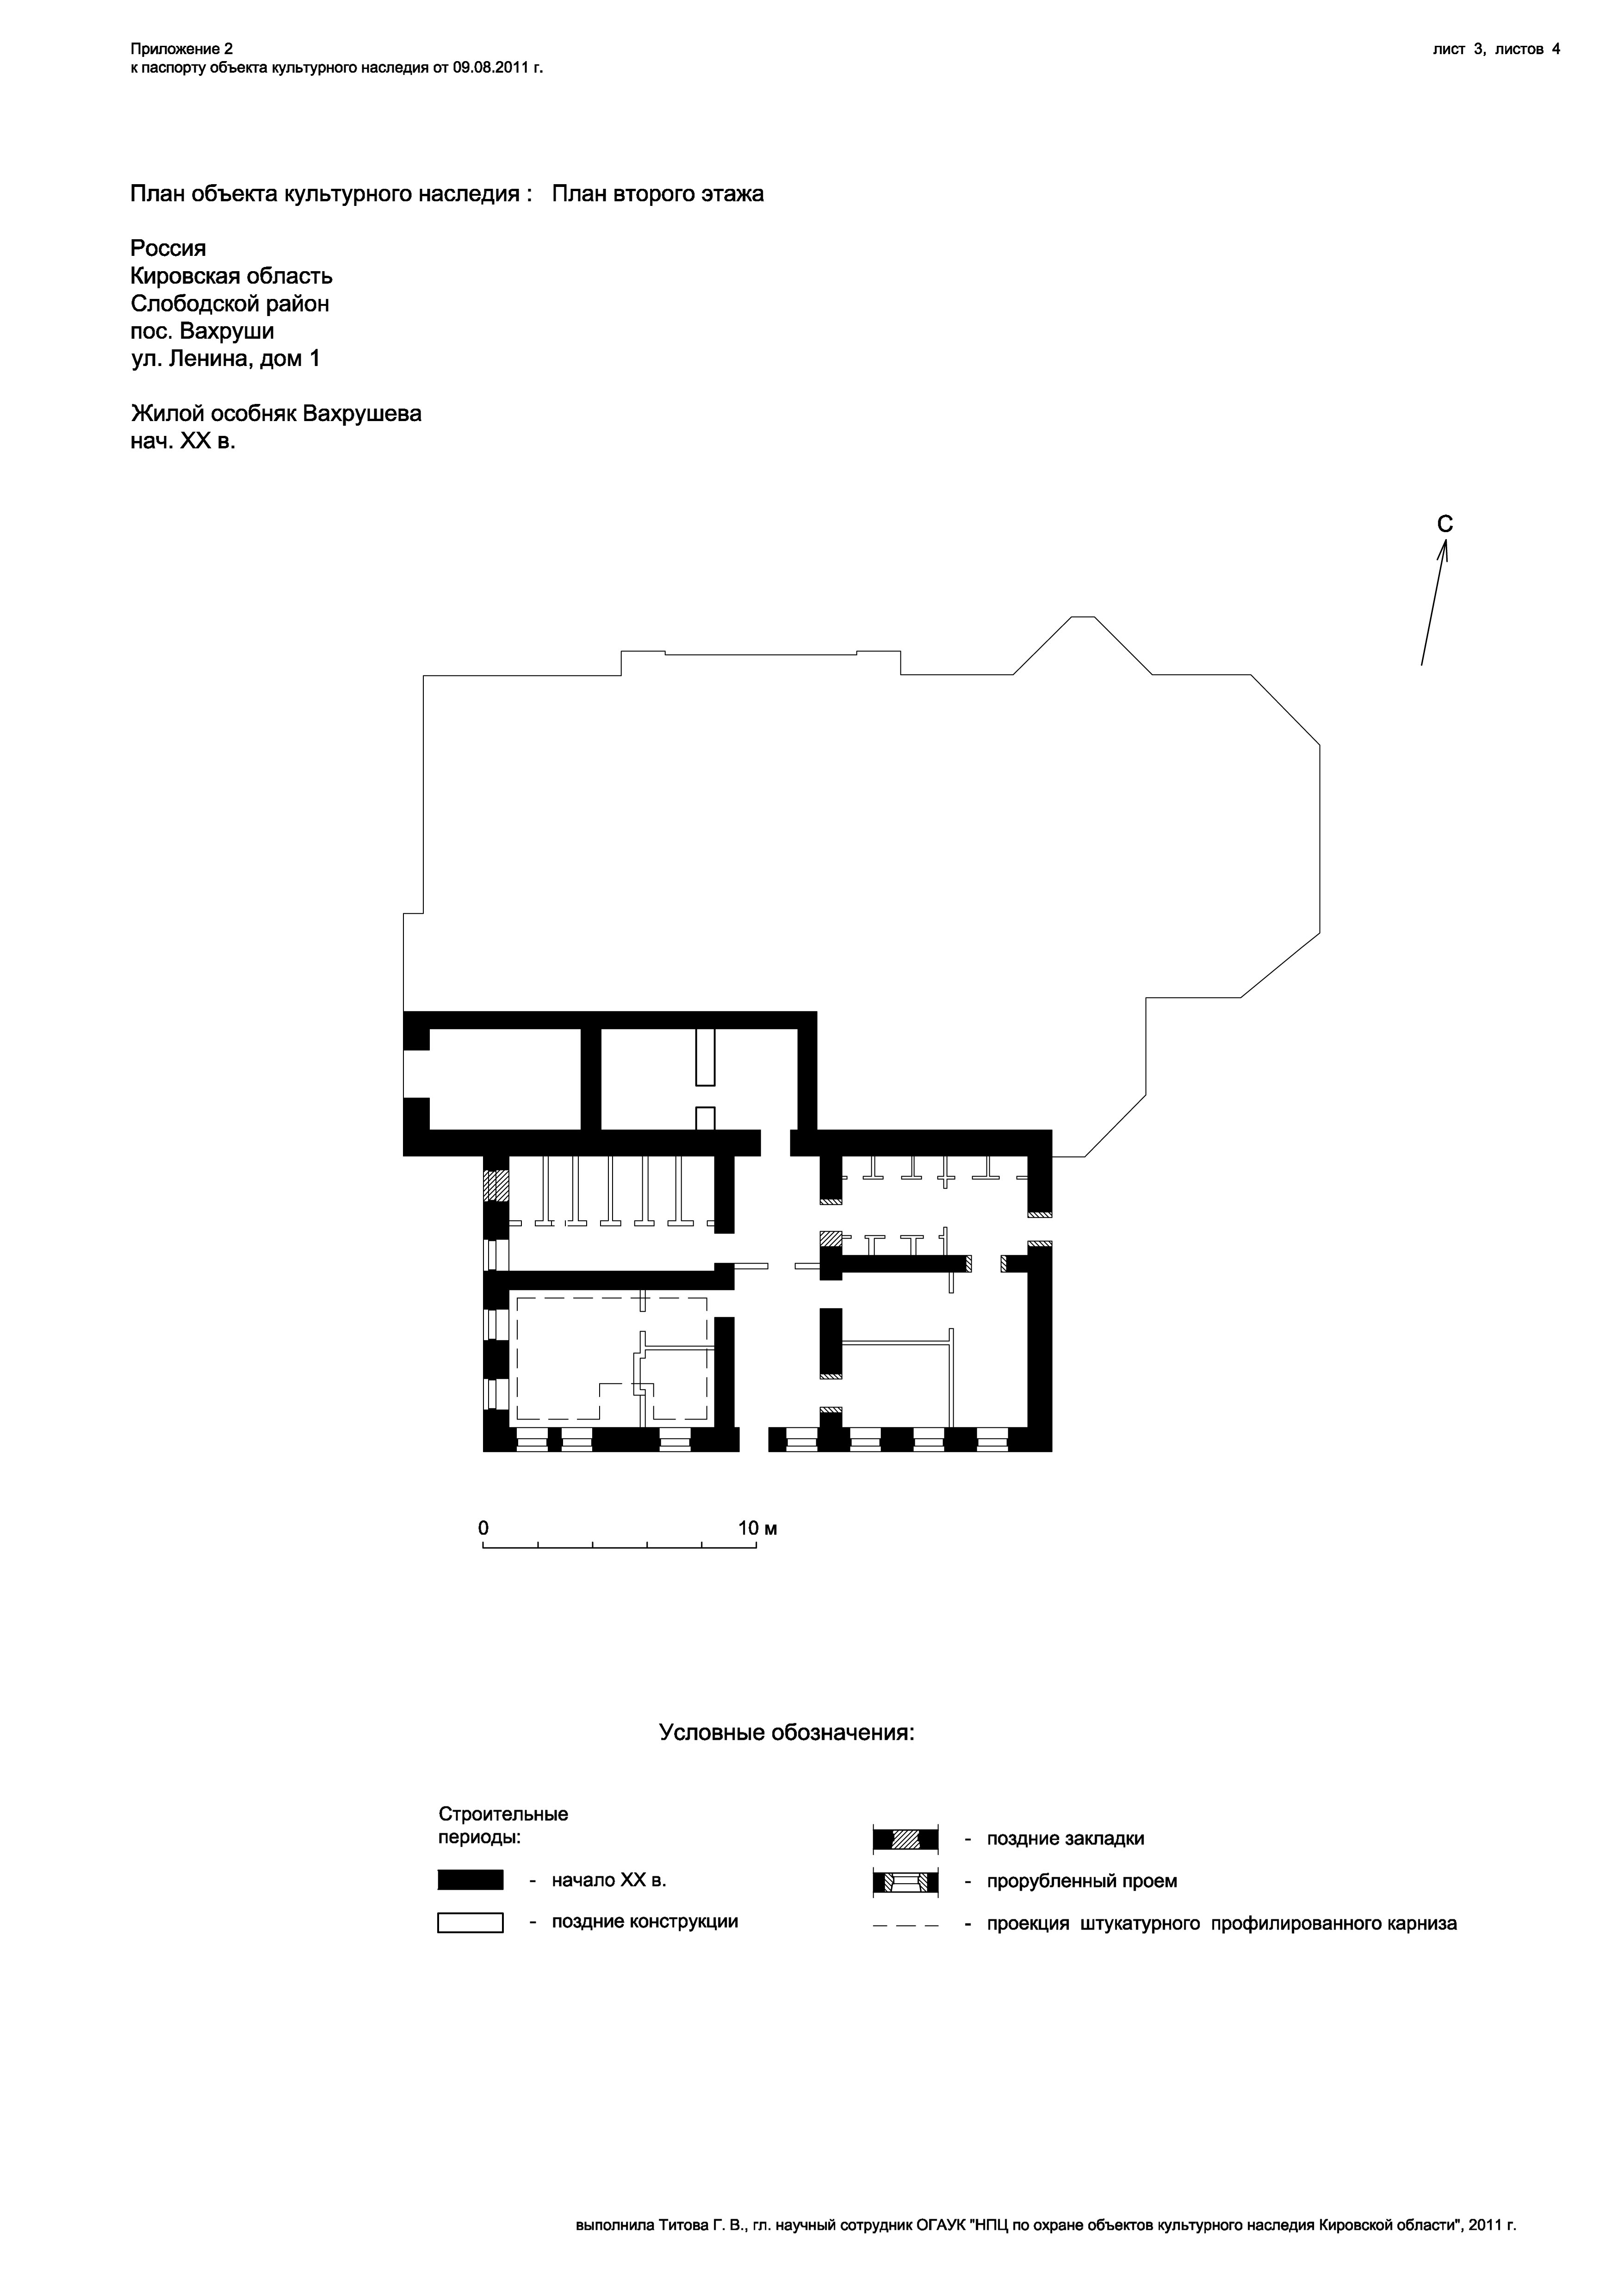 Приложение 2
к паспорту объекта культурного наследия от 09.08.2011 г.
лист 3, листов 4
План объекта культурного наследия : План второго этажа
Россия
Кировская область
Слободской район
пос. Вахруши
ул. Ленина, дом 1
Жилой особняк Вахрушева
нач. XX в.
С
0
10 м
Условные обозначения:
Строительные
периоды:
- начало XX в.
- поздние конструкции
- поздние закладки
- прорубленный проем
- проекция штукатурного профилированного карниза
выполнила Титова Г. В., гл. научный сотрудник ОГАУК "НПЦ по охране объектов культурного наследия Кировской области", 2011 г.